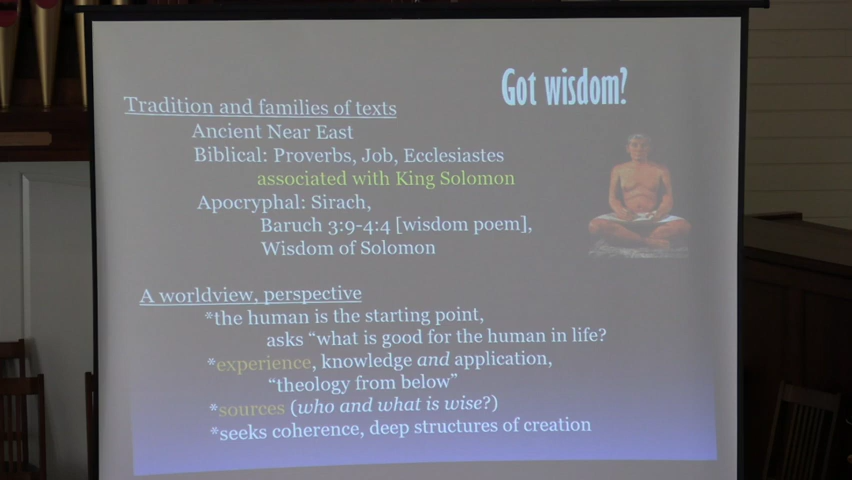 Got wisdom?
Tradition and families of texts
Ancient Near East
Biblical: Proverbs, Job, Ecclesiastes
associated with King Solomon
Apocryphal: Sirach,
Baruch 3:9-4:4 [wisdom poem],
Wisdom of Solomon
A worldview, perspective
*the human is the starting point,
asks “what is good for the human in life?
*experience, knowledge and application,
“theology from below”
*sources (who and what is wise?)
*seeks coherence, deep structures of creation